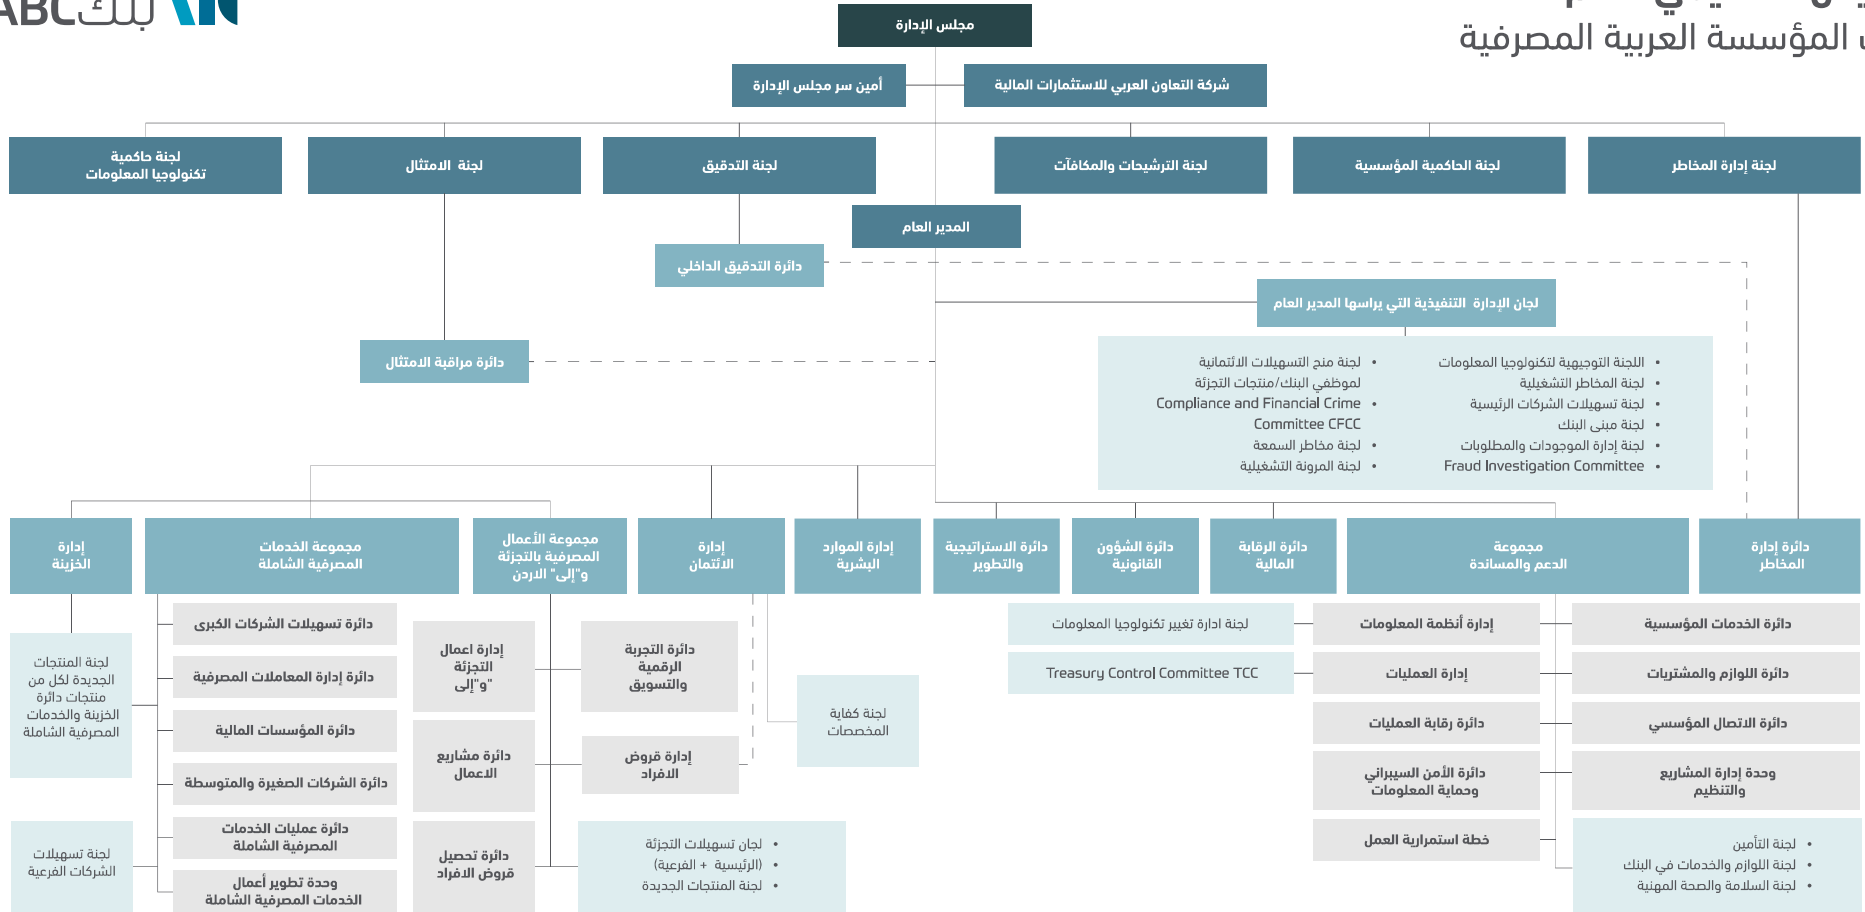 بنك ABC
المؤسسة العربية المصرفية
مجلس الإدارة
شركة التعاون العربي للاستثمارات المالية
أمين سر مجلس الإدارة
لجنة إدارة المخاطر
لجنة الحاكمية المؤسسية
لجنة الترشيحات والمكافآت
لجنة التدقيق
لجنة الامتثال
لجنة حاكمية
تكنولوجيا المعلومات
المدير العام
دائرة التدقيق الداخلي
لجان الإدارة التنفيذية التي يراسها المدير العام
دائرة مراقبة الامتثال
• اللجنة التوجيهية لتكنولوجيا المعلومات
• لجنة المخاطر التشغيلية
• لجنة تسهيلات الشركات الرئيسية
• لجنة مبنى البنك
• لجنة إدارة الموجودات والمطلوبات
• Fraud Investigation Committee
• لجنة منح التسهيلات الائتمانية
لموظفي البنك/منتجات التجزئة
• Compliance and Financial Crime
Committee CFCC
• لجنة مخاطر السمعة
• لجنة المرونة التشغيلية
دائرة إدارة
المخاطر
مجموعة
الدعم والمساندة
دائرة الرقابة
المالية
دائرة الشؤون
القانونية
دائرة الاستراتيجية
والتطوير
إدارة الموارد
البشرية
إدارة
الائتمان
مجموعة الأعمال
المصرفية بالتجزئة
و"إلى" الاردن
مجموعة الخدمات
المصرفية الشاملة
إدارة
الخزينة
دائرة الخدمات المؤسسية
دائرة اللوازم والمشتريات
دائرة الاتصال المؤسسي
وحدة إدارة المشاريع
والتنظيم
• لجنة التأمين
• لجنة اللوازم والخدمات في البنك
• لجنة السلامة والصحة المهنية
إدارة أنظمة المعلومات
إدارة العمليات
دائرة رقابة العمليات
دائرة الأمن السيبراني
وحماية المعلومات
خطة استمرارية العمل
لجنة ادارة تغيير تكنولوجيا المعلومات
Treasury Control Committee TCC
لجنة كفاية
المخصصات
دائرة التجربة
الرقمية
والتسويق
إدارة قروض
الافراد
• لجان تسهيلات التجزئة
• (الرئيسية + الفرعية)
• لجنة المنتجات الجديدة
إدارة اعمال
التجزئة
و"إلى"
دائرة مشاريع
الاعمال
دائرة تحصيل
قروض الافراد
دائرة تسهيلات الشركات الكبرى
دائرة إدارة المعاملات المصرفية
دائرة المؤسسات المالية
دائرة الشركات الصغيرة والمتوسطة
دائرة عمليات الخدمات
المصرفية الشاملة
وحدة تطوير أعمال
الخدمات المصرفية الشاملة
لجنة المنتجات
الجديدة لكل من
منتجات دائرة
الخزينة والخدمات
المصرفية الشاملة
لجنة تسهيلات
الشركات الفرعية